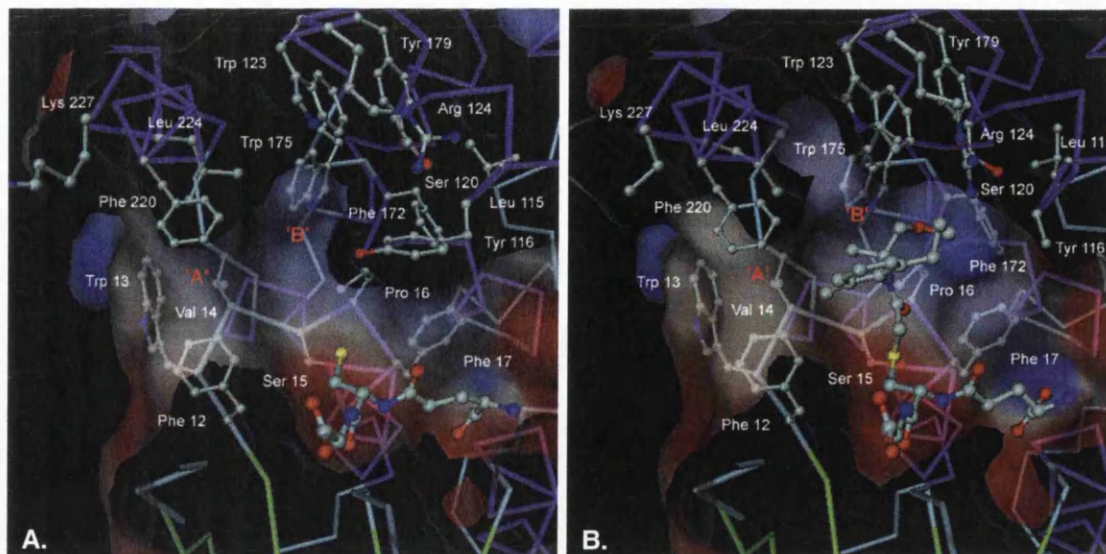 Tyr 179
Trp 123
Lys 227
Arg 124
Leu 224
Trp 175
Ser 120
Phe 220
Phe 172
Leu 115
'B'
Tyr 116
Trp 13
'A'
Pro 16
Val 14
Phe 17
Ser 15
Phe 12
A.
Tyr 179
Trp 123
Lys 227
Arg 124
Leu 224
Leu 11
Trp 175
Ser 120
Phe 220
'B'
Tyr 116
Phe 172
Trp 13
'A'
Pro 16
Val 14
Phe 17
Ser 15
Phe 12
B.